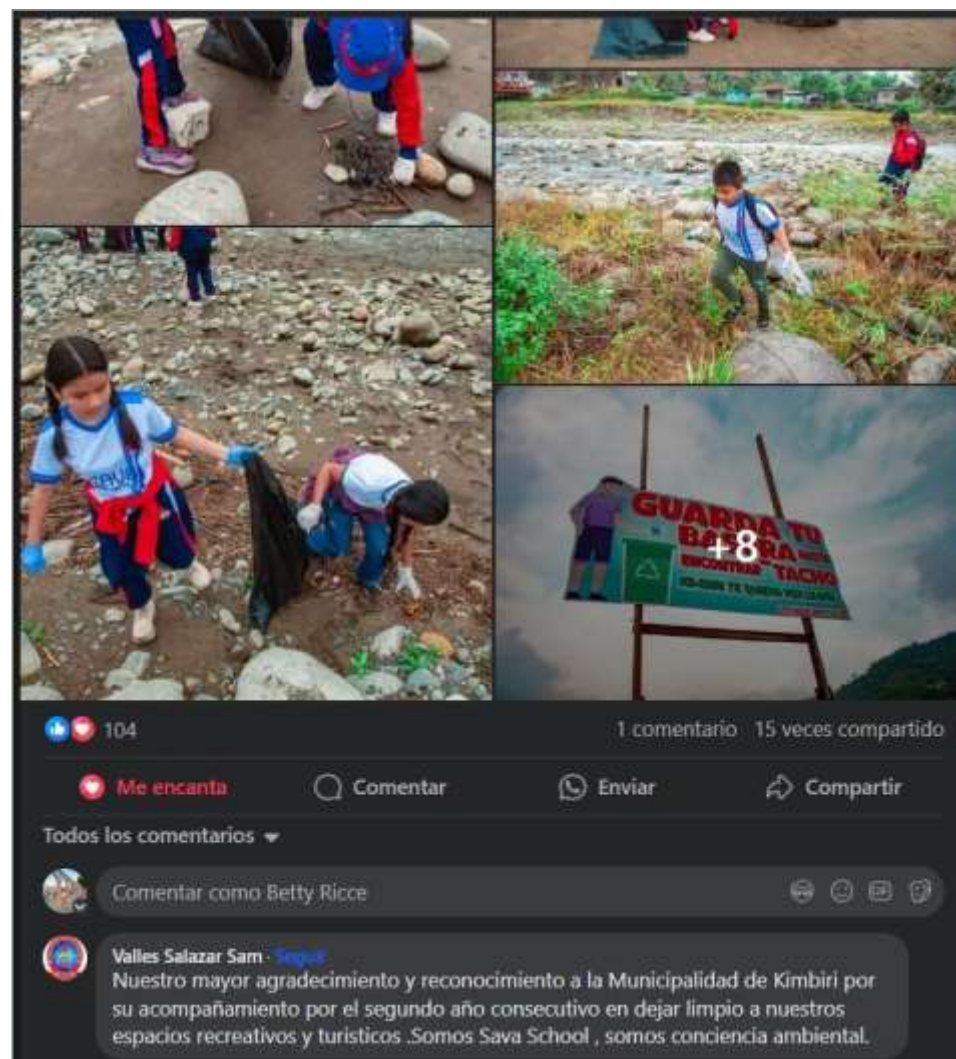 GUARDA TU
BASURA
ENCONTRAR TACHO
+8
104
1 comentario 15 veces compartido
Me encanta Comentar Enviar Compartir
Todos los comentarios
Comentar como Betty Ricce
GIF
Valles Salazar Sam · Seguir
Nuestro mayor agradecimiento y reconocimiento a la Municipalidad de Kimbiri por
su acompañamiento por el segundo año consecutivo en dejar limpio a nuestros
espacios recreativos y turisticos .Somos Sava School , somos conciencia ambiental.